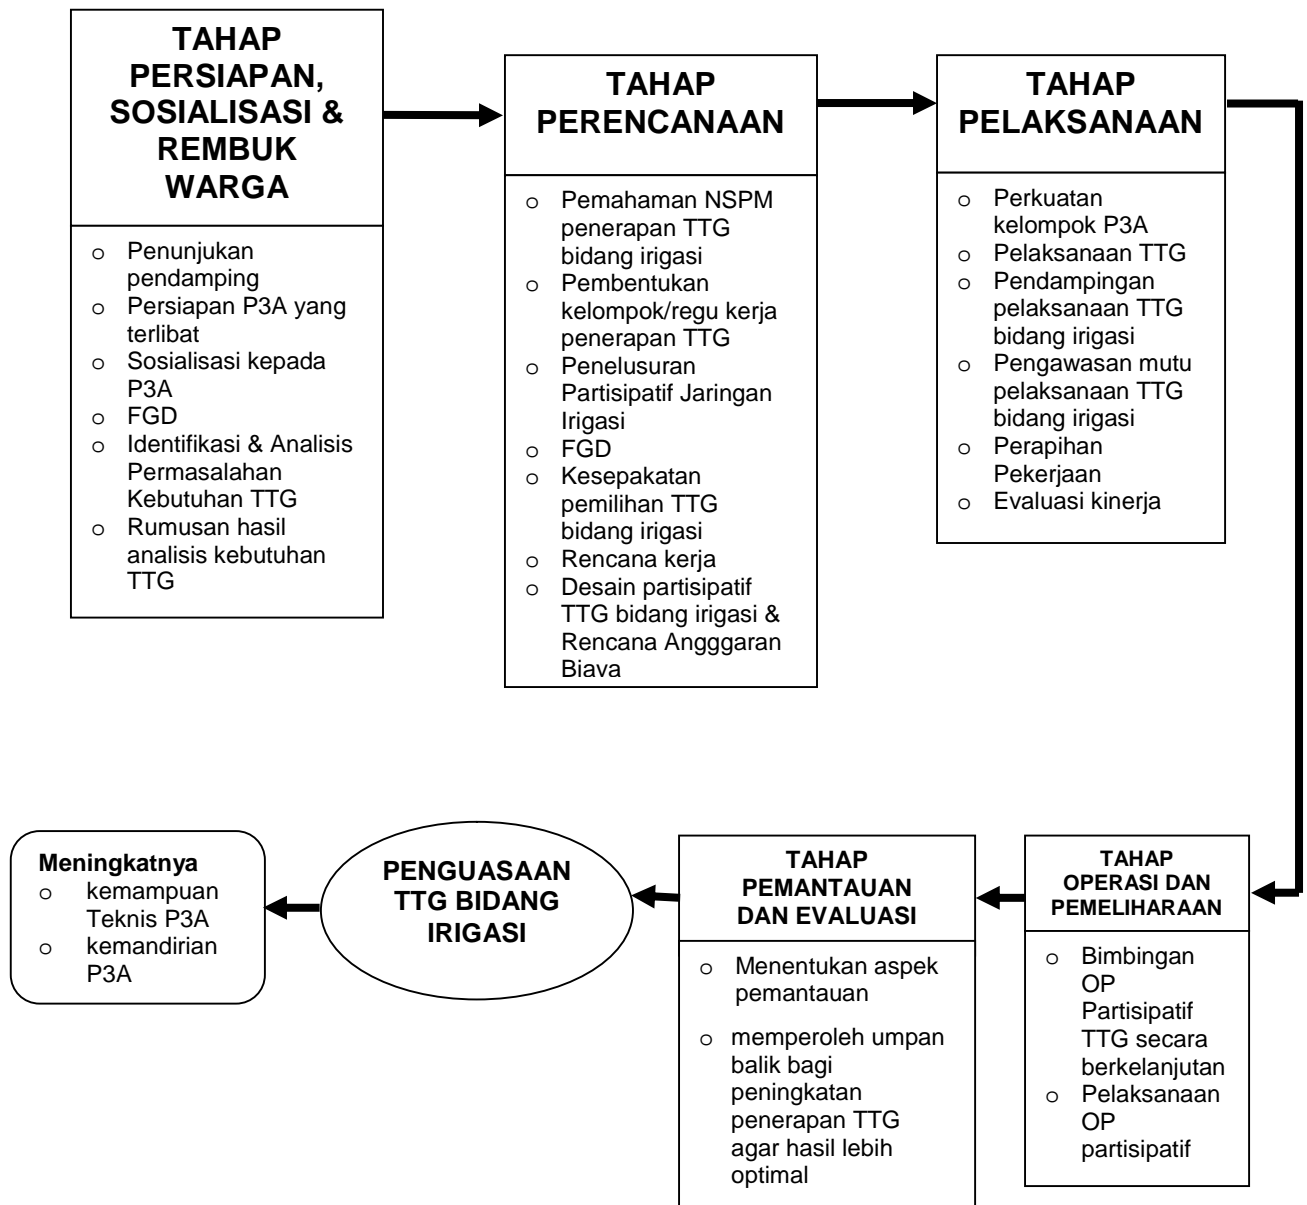 TAHAP
PERSIAPAN,
SOSIALISASI &
REMBUK
WARGA
o Penunjukan
pendamping
o Persiapan P3A yang
terlibat
o Sosialisasi kepada
P3A
o FGD
o Identifikasi & Analisis
Permasalahan
Kebutuhan TTG
o Rumusan hasil
analisis kebutuhan
TTG
TAHAP
PERENCANAAN
o Pemahaman NSPM
penerapan TTG
bidang irigasi
o Pembentukan
kelompok/regu kerja
penerapan TTG
o Penelusuran
Partisipatif Jaringan
Irigasi
o FGD
o Kesepakatan
pemilihan TTG
bidang irigasi
o Rencana kerja
o Desain partisipatif
TTG bidang irigasi &
Rencana Angggaran
Biaya
TAHAP
PELAKSANAAN
o Perkuatan
kelompok P3A
o Pelaksanaan TTG
o Pendampingan
pelaksanaan TTG
bidang irigasi
o Pengawasan mutu
pelaksanaan TTG
bidang irigasi
o Perapihan
Pekerjaan
o Evaluasi kinerja
TAHAP
OPERASI DAN
PEMELIHARAAN
o Bimbingan
OP
Partisipatif
TTG secara
berkelanjutan
o Pelaksanaan
OP
partisipatif
TAHAP
PEMANTAUAN
DAN EVALUASI
o Menentukan aspek
pemantauan
o memperoleh umpan
balik bagi
peningkatan
penerapan TTG
agar hasil lebih
optimal
PENGUASAAN
TTG BIDANG
IRIGASI
Meningkatnya
o kemampuan
Teknis P3A
o kemandirian
P3A